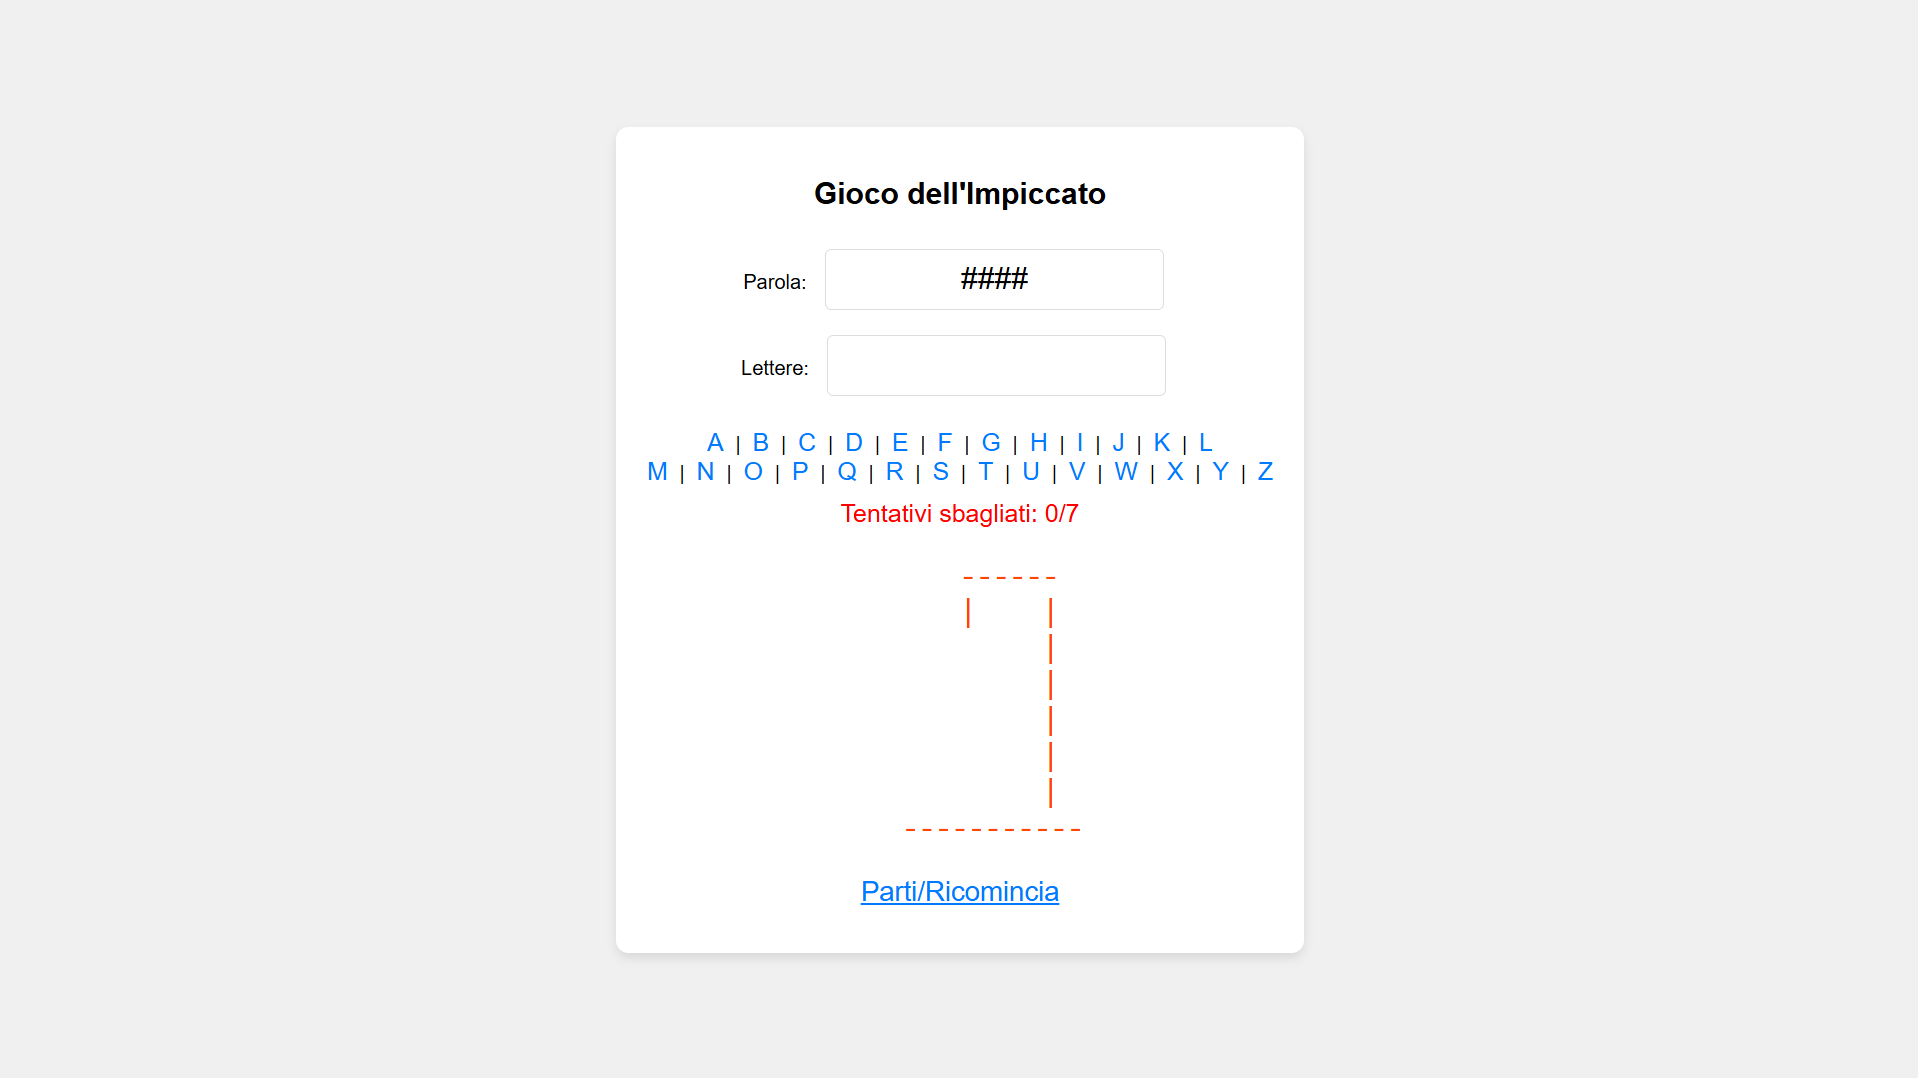 Gioco dell'Impiccato
Parola: ####
Lettere:
A | B | C | D | E | F | G | H | I | J | K | L
M | N | O | P | Q | R | S | T | U | V | W | X | Y | Z
Tentativi sbagliati: 0/7
------
|     |
|
|
|
|
|
-----------
Parti/Ricomincia